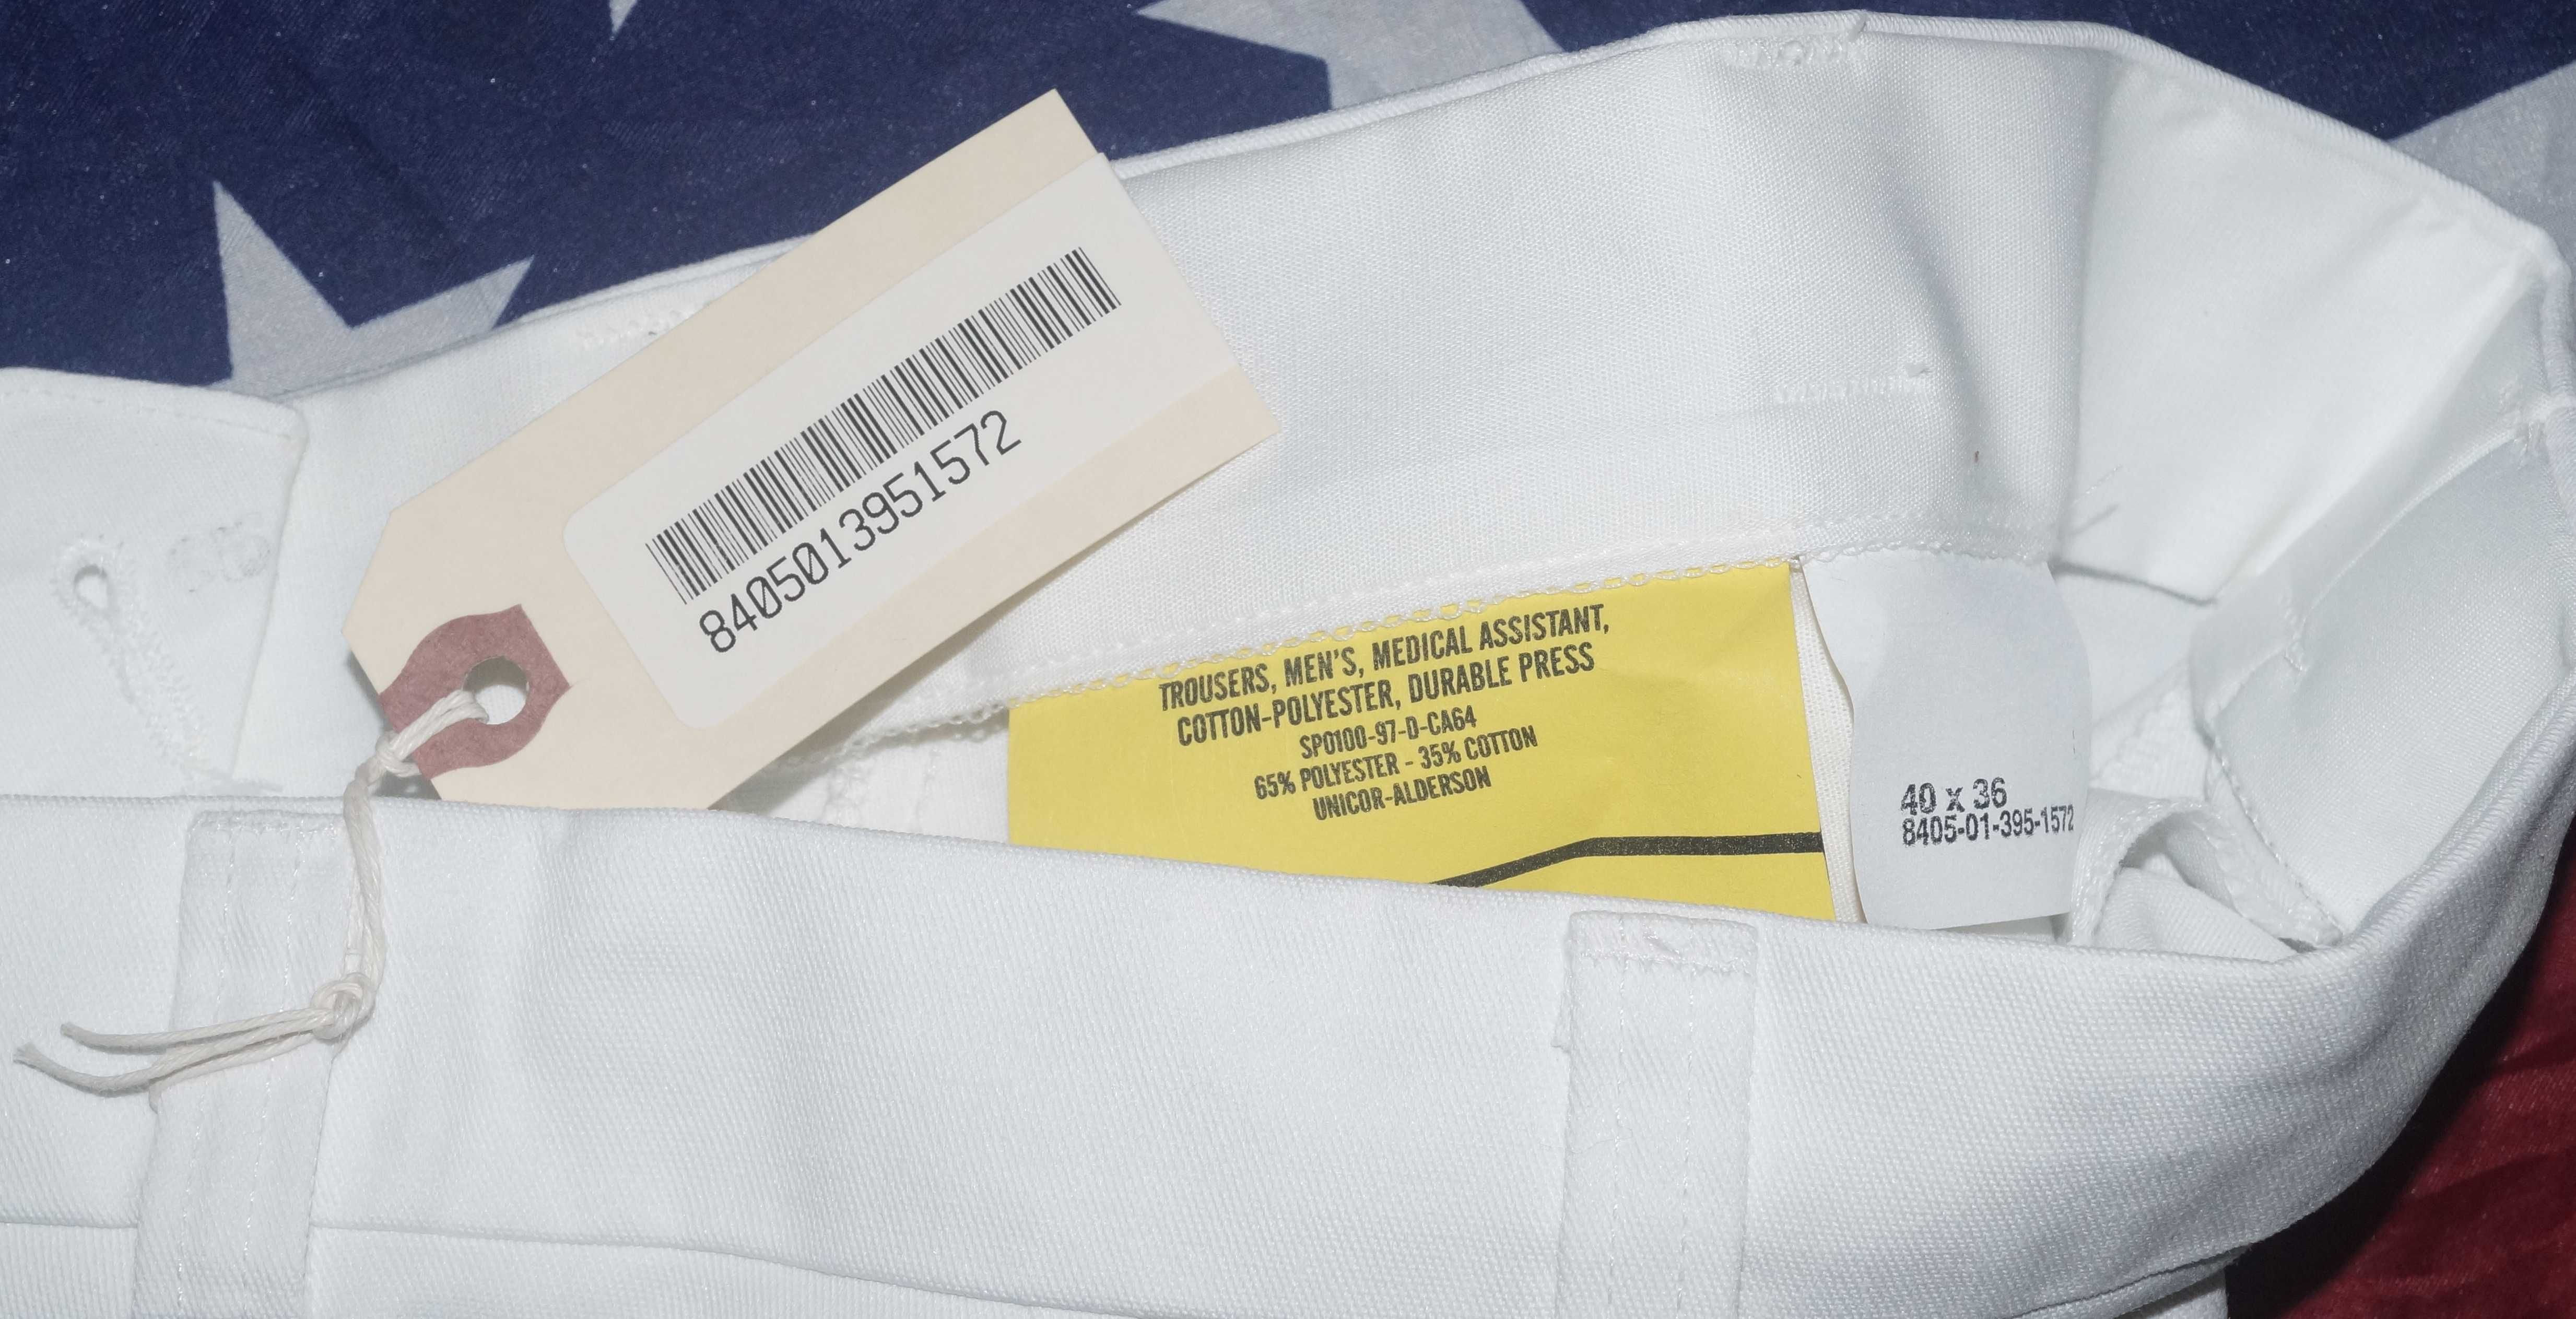 8405013951572
TROUSERS, MEN'S, MEDICAL ASSISTANT,
COTTON-POLYESTER, DURABLE PRESS
SPO100-97-D-CA64
65% POLYESTER - 35% COTTON
UNICOR-ALDERSON
40 x 36
8405-01-395-1572